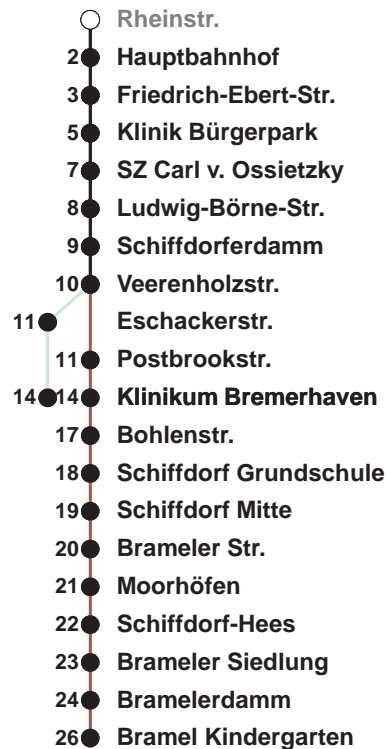 Rheinstr.
2 Hauptbahnhof
3 Friedrich-Ebert-Str.
5 Klinik Bürgerpark
7 SZ Carl v. Ossietzky
8 Ludwig-Börne-Str.
9 Schiffdorferdamm
10 Veerenholzstr.
11 Eschackerstr.
11 Postbrookstr.
14 14 Klinikum Bremerhaven
17 Bohlenstr.
18 Schiffdorf Grundschule
19 Schiffdorf Mitte
20 Brameler Str.
21 Moorhöfen
22 Schiffdorf-Hees
23 Brameler Siedlung
24 Bramelerdamm
26 Bramel Kindergarten